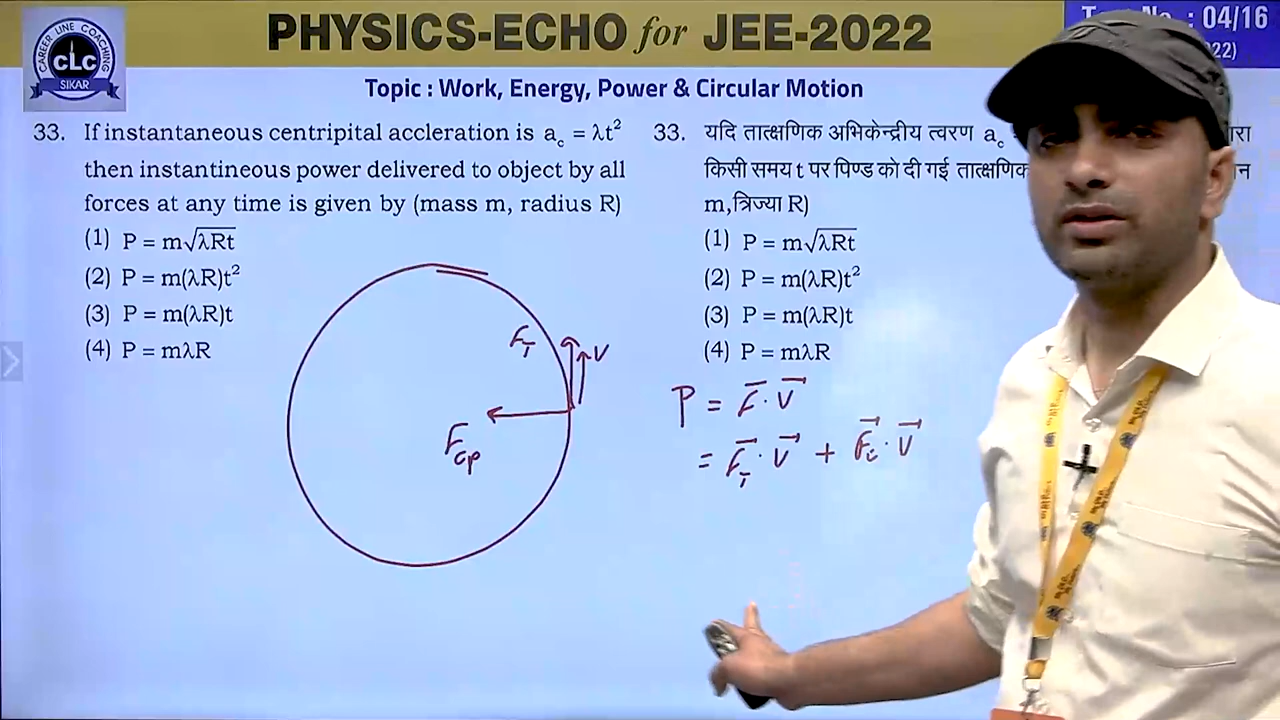 PHYSICS-ECHO for JEE-2022
: 04/16
22)
CAREER LINE COACHING
CLC
SIKAR
Topic : Work, Energy, Power & Circular Motion
33. If instantaneous centripital accleration is a_c = λt²
then instantineous power delivered to object by all
forces at any time is given by (mass m, radius R)
(1) P = m√λRt
(2) P = m(λR)t²
(3) P = m(λR)t
(4) P = mλR
33. यदि तात्क्षणिक अभिकेन्द्रीय त्वरण a_c
किसी समय t पर पिण्ड को दी गई तात्क्षणिक
m,त्रिज्या R)
(1) P = m√λRt
(2) P = m(λR)t²
(3) P = m(λR)t
(4) P = mλR
F_T
V
F_cp
P = F⃗·V⃗
= F⃗_T·V⃗ + F⃗_c·V⃗